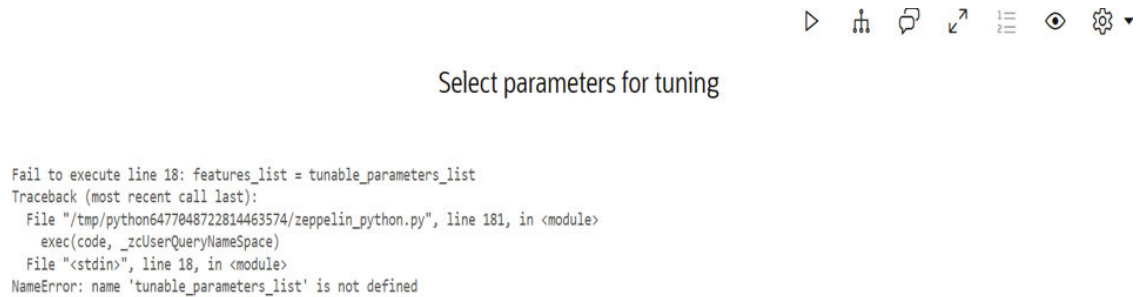 Select parameters for tuning
Fail to execute line 18: features_list = tunable_parameters_list
Traceback (most recent call last):
  File "/tmp/python6477048722814463574/zeppelin_python.py", line 181, in <module>
    exec(code, _zcUserQueryNameSpace)
  File "<stdin>", line 18, in <module>
NameError: name 'tunable_parameters_list' is not defined